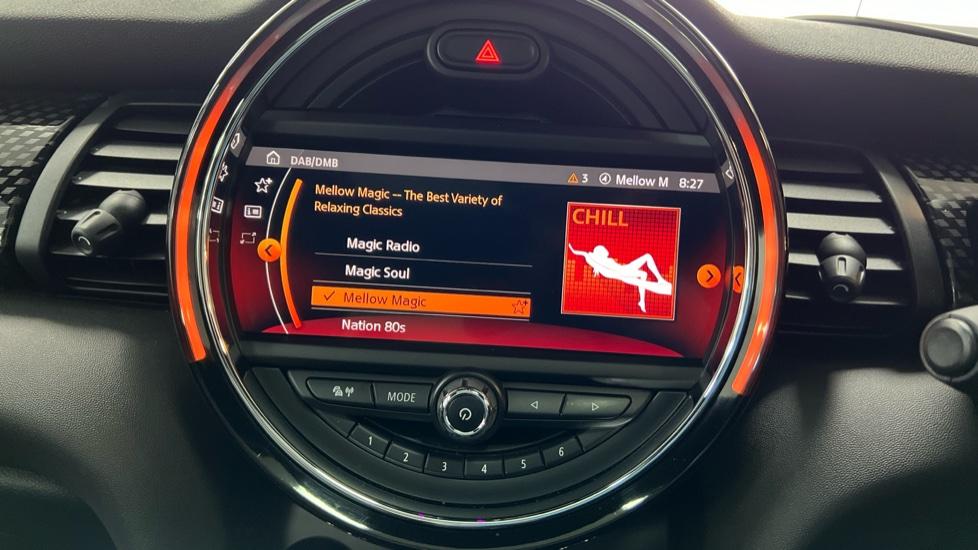 DAB/DMB
3 Mellow M 8:27
Mellow Magic -- The Best Variety of
Relaxing Classics
CHILL
Magic Radio
Magic Soul
Mellow Magic
Nation 80s
MODE
1 2 3 4 5 6